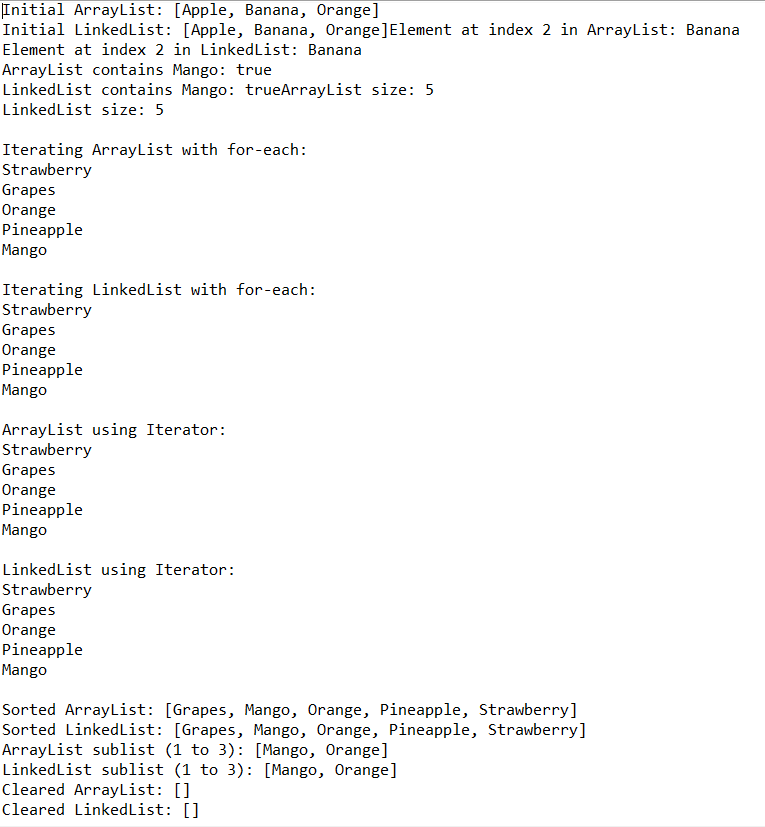 Initial ArrayList: [Apple, Banana, Orange]
Initial LinkedList: [Apple, Banana, Orange]Element at index 2 in ArrayList: Banana
Element at index 2 in LinkedList: Banana
ArrayList contains Mango: true
LinkedList contains Mango: trueArrayList size: 5
LinkedList size: 5

Iterating ArrayList with for-each:
Strawberry
Grapes
Orange
Pineapple
Mango

Iterating LinkedList with for-each:
Strawberry
Grapes
Orange
Pineapple
Mango

ArrayList using Iterator:
Strawberry
Grapes
Orange
Pineapple
Mango

LinkedList using Iterator:
Strawberry
Grapes
Orange
Pineapple
Mango

Sorted ArrayList: [Grapes, Mango, Orange, Pineapple, Strawberry]
Sorted LinkedList: [Grapes, Mango, Orange, Pineapple, Strawberry]
ArrayList sublist (1 to 3): [Mango, Orange]
LinkedList sublist (1 to 3): [Mango, Orange]
Cleared ArrayList: []
Cleared LinkedList: []